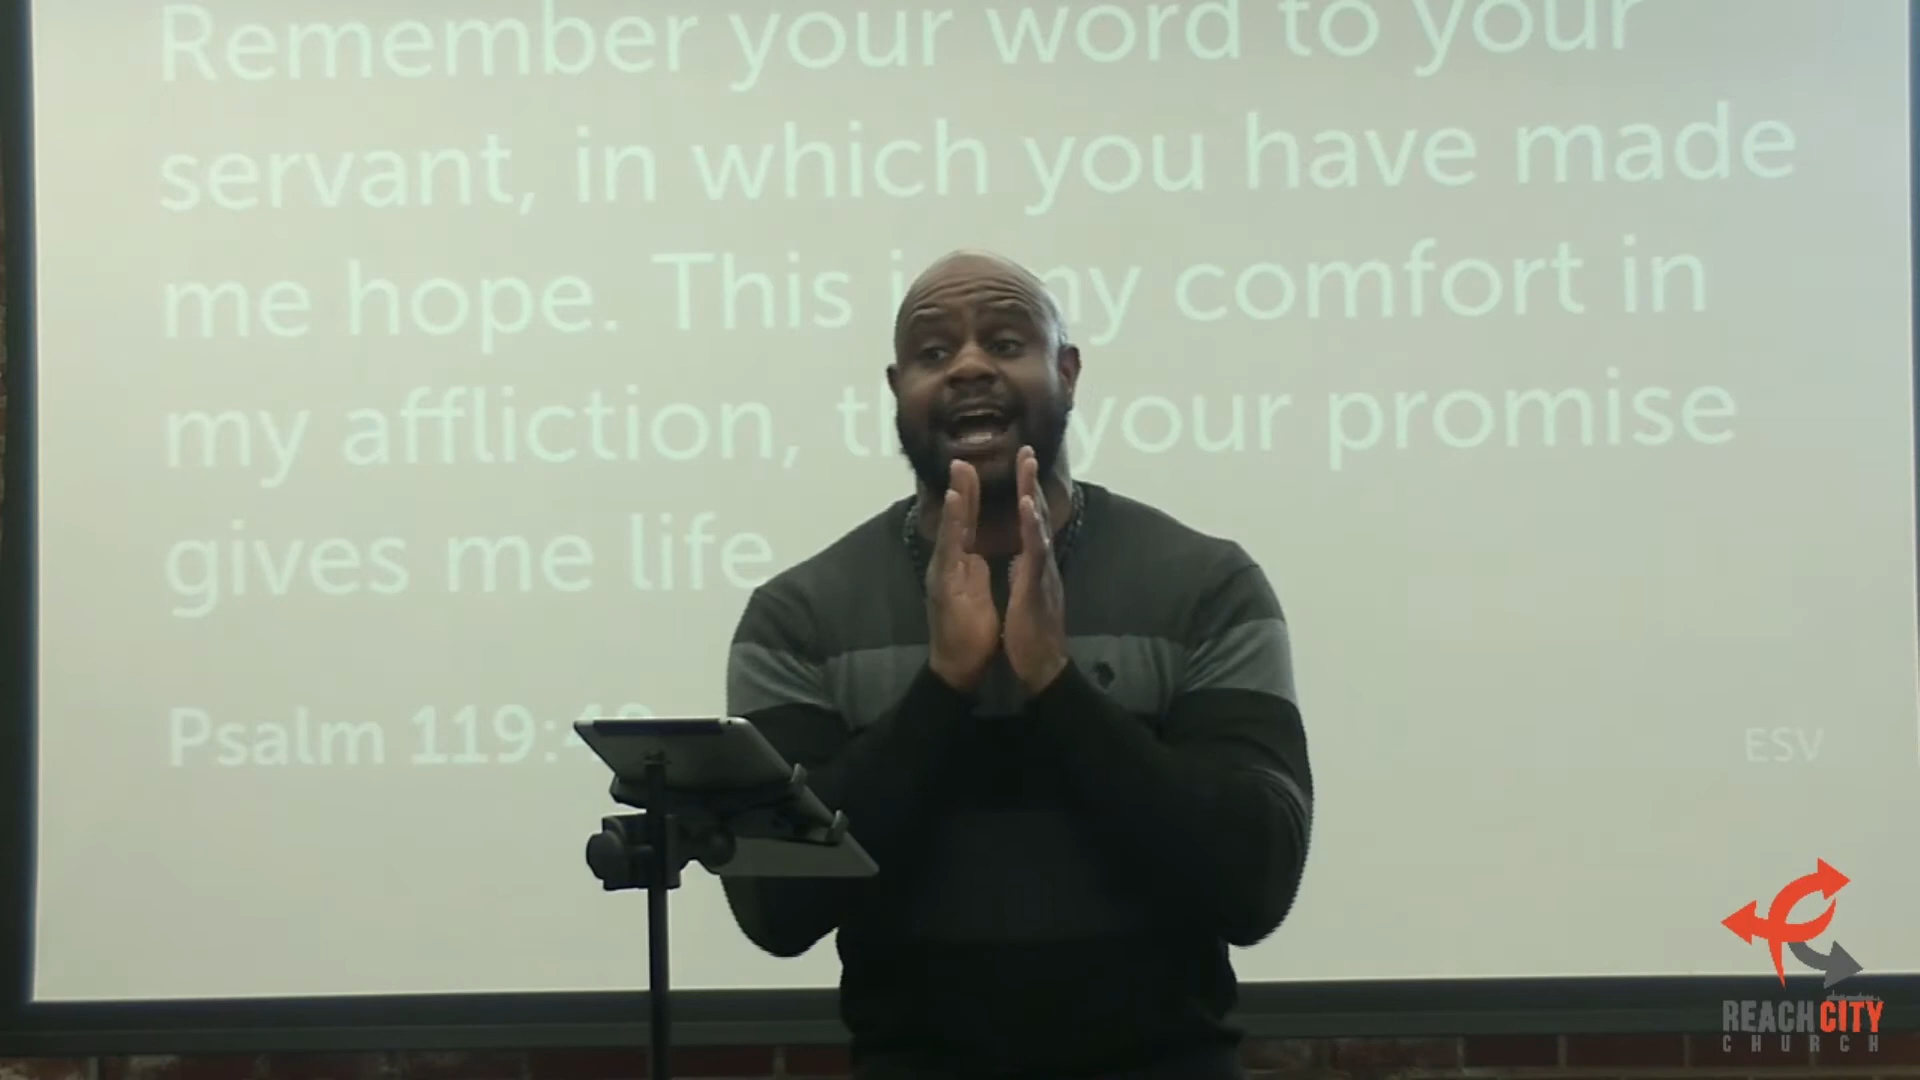 Remember your word to your
servant, in which you have made
me hope. This my comfort in
my affliction, your promise
gives me life
Psalm 119:
ESV
REACH CITY
CHURCH